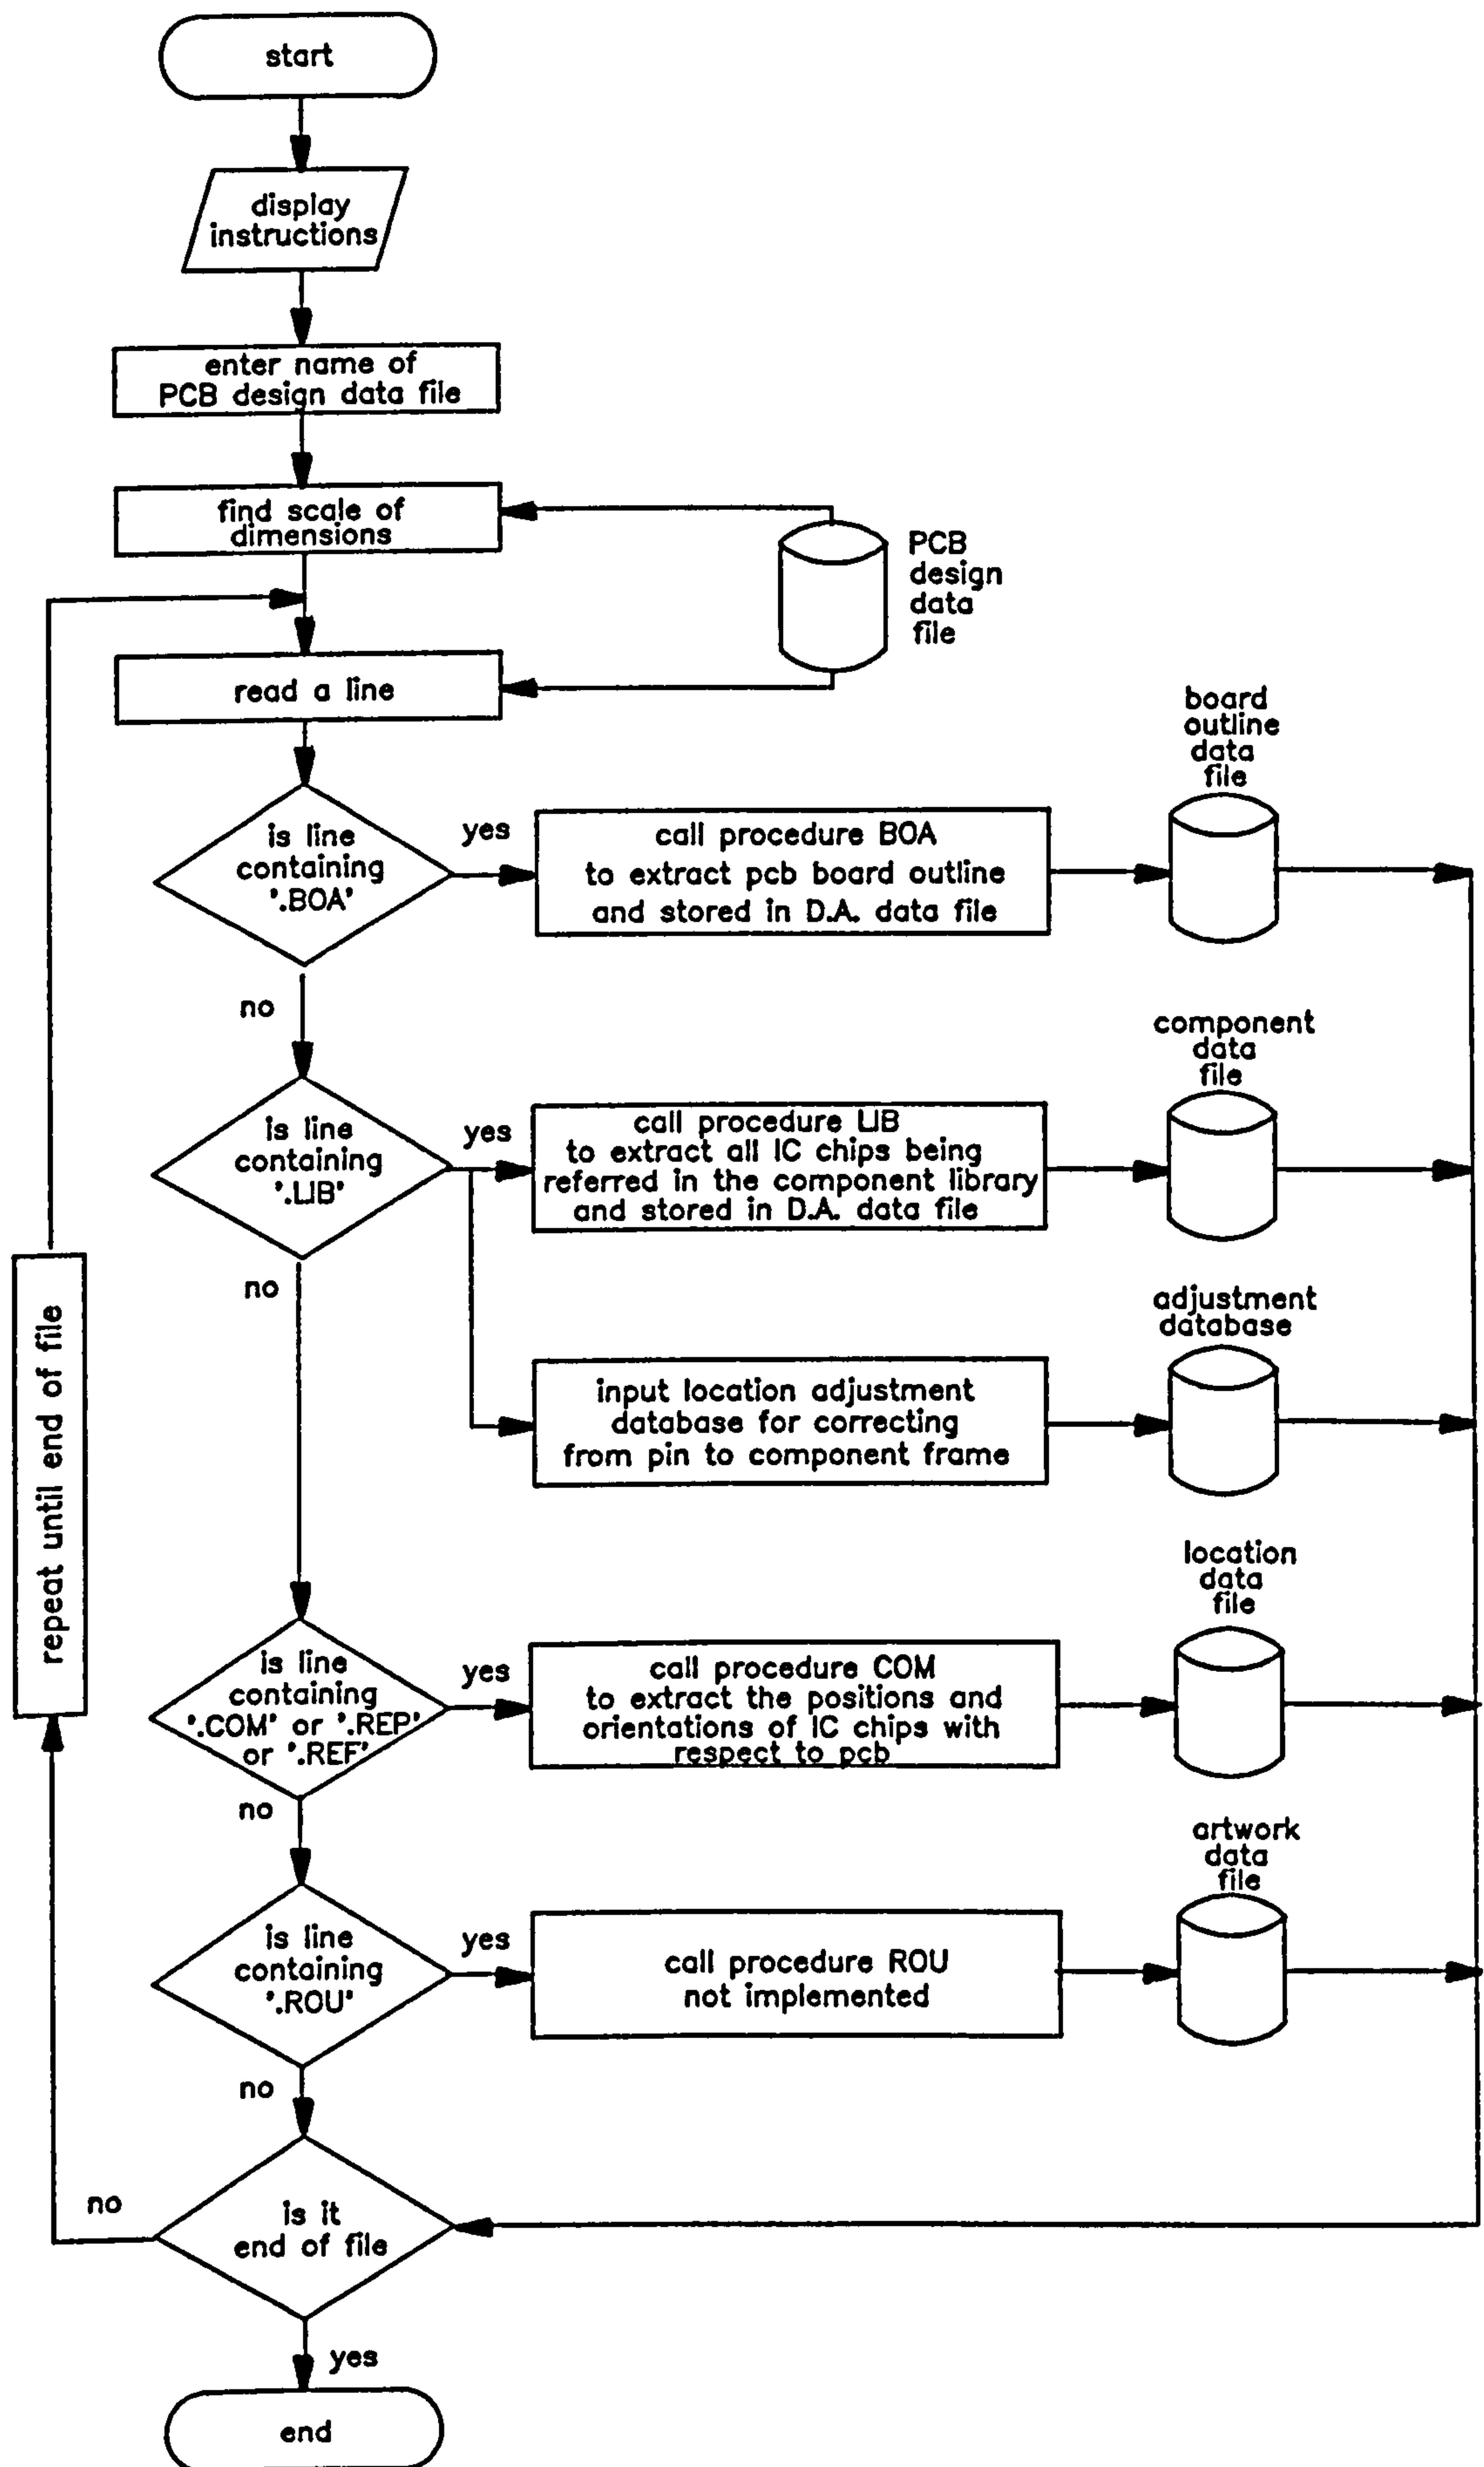 start
display
instructions
enter name of
PCB design data file
find scale of
dimensions
PCB
design
data
file
read a line
board
outline
data
file
is line
containing
'.BOA'
yes
call procedure BOA
to extract pcb board outline
and stored in D.A. data file
no
component
data
file
is line
containing
'.LIB'
yes
call procedure LIB
to extract all IC chips being
referred in the component library
and stored in D.A. data file
no
adjustment
database
input location adjustment
database for correcting
from pin to component frame
repeat until end of file
location
data
file
is line
containing
'.COM' or '.REP'
or '.REF'
yes
call procedure COM
to extract the positions and
orientations of IC chips with
respect to pcb
no
artwork
data
file
is line
containing
'.ROU'
yes
call procedure ROU
not implemented
no
is it
end of file
no
yes
end